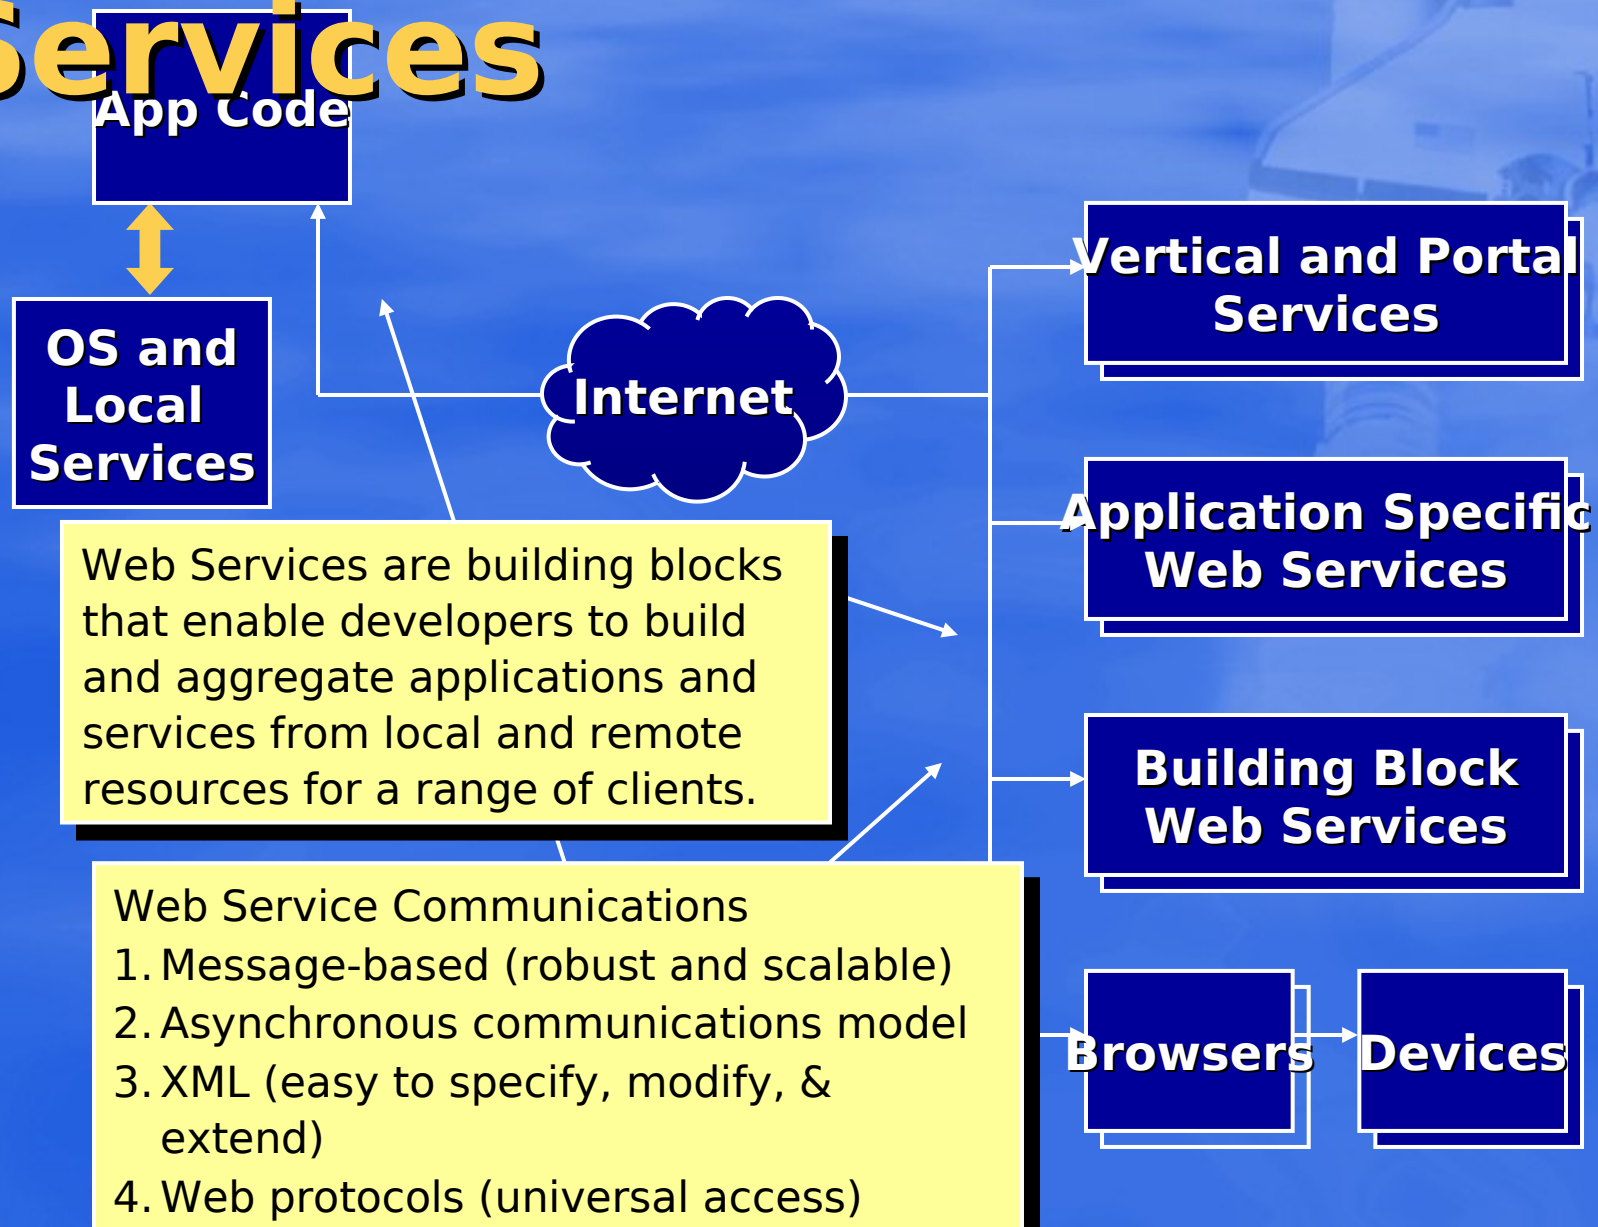 Services
App Code
OS and
Local
Services
Internet
Vertical and Portal
Services
Application Specific
Web Services
Building Block
Web Services
Web Services are building blocks
that enable developers to build
and aggregate applications and
services from local and remote
resources for a range of clients.
Web Service Communications
1. Message-based (robust and scalable)
2. Asynchronous communications model
3. XML (easy to specify, modify, &
extend)
4. Web protocols (universal access)
Browsers
Devices